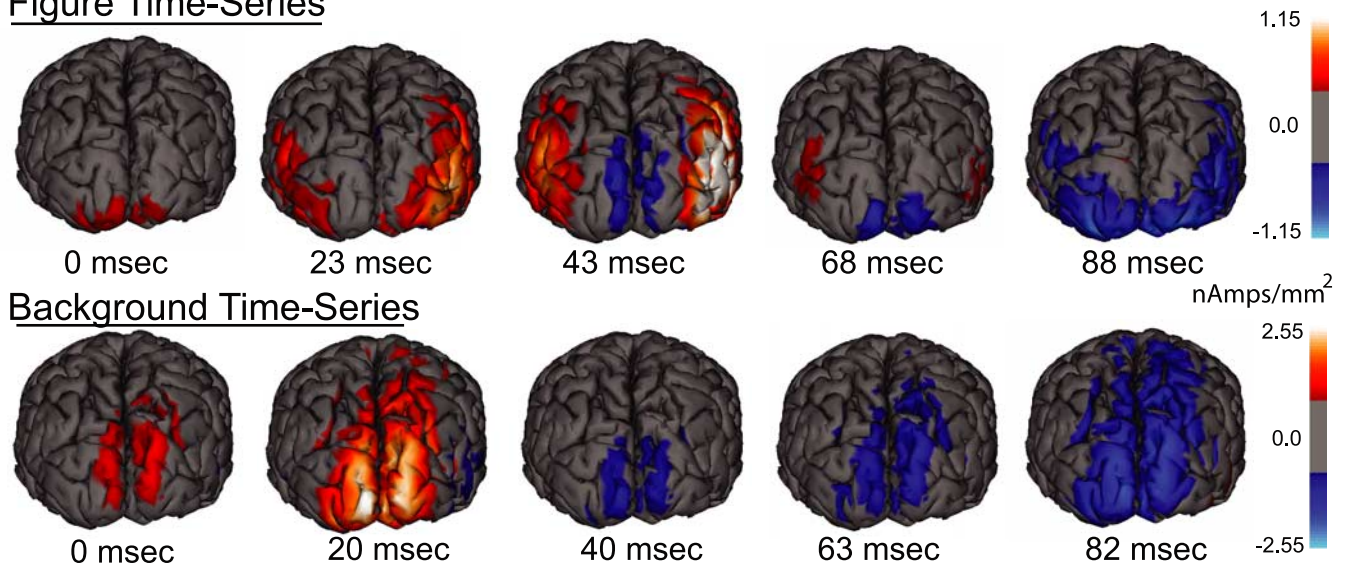 Figure Time-Series
1.15
0.0
-1.15
0 msec
23 msec
43 msec
68 msec
88 msec
nAmps/mm²
Background Time-Series
2.55
0.0
-2.55
0 msec
20 msec
40 msec
63 msec
82 msec